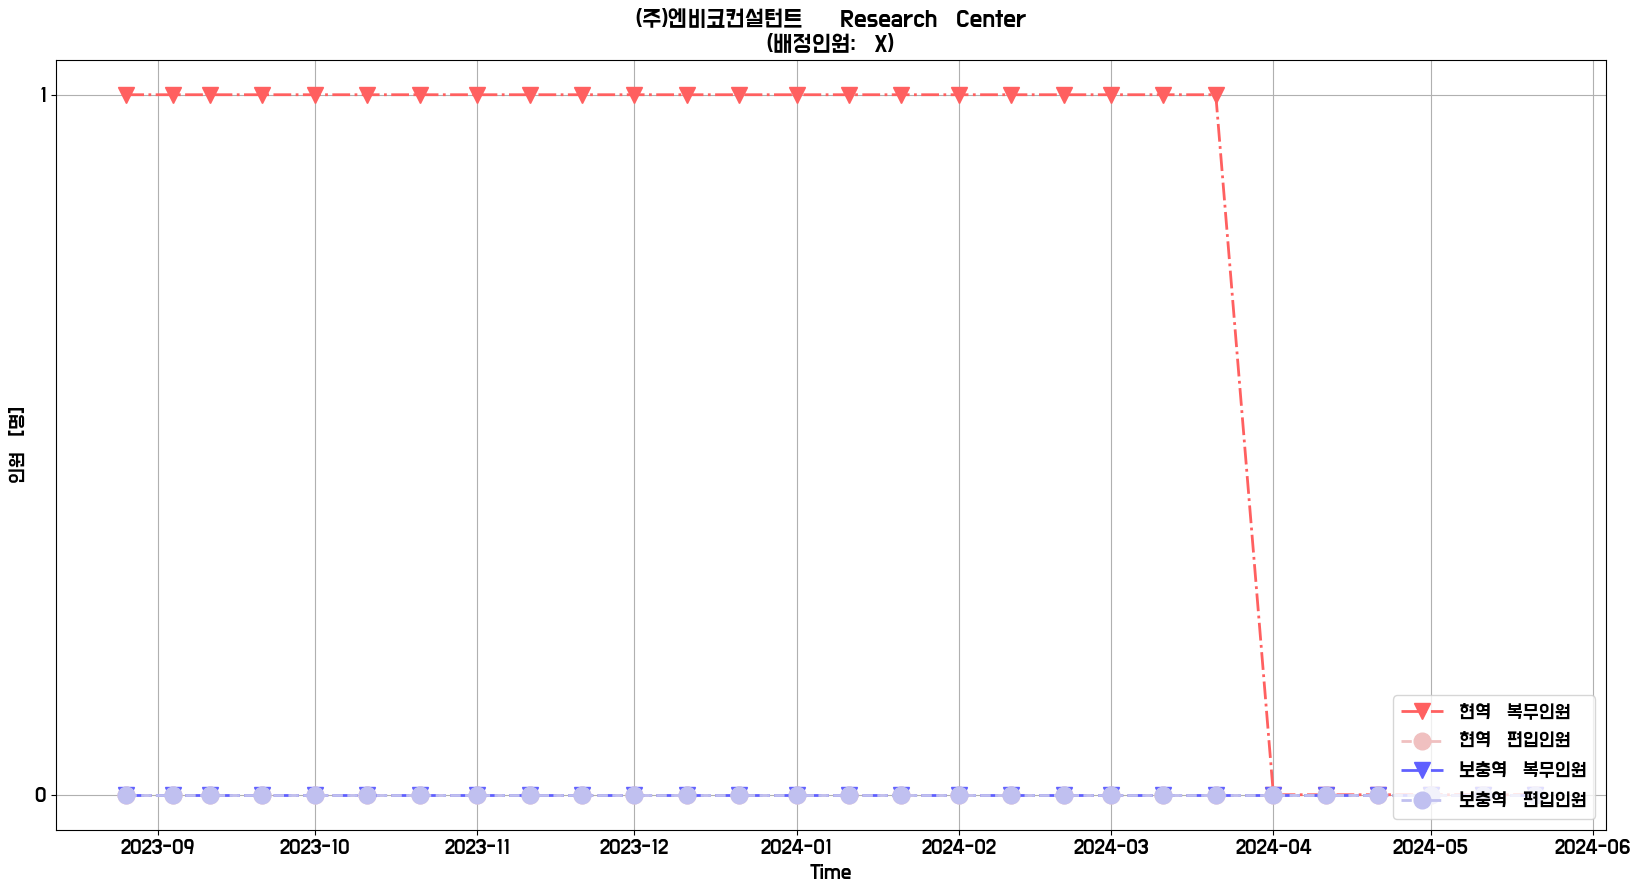 (주)엔비코컨설턴트 Research Center
(배정인원: X)
1
인원 [명]
0
현역 복무인원
현역 편입인원
보충역 복무인원
보충역 편입인원
2023-09 2023-10 2023-11 2023-12 2024-01 2024-02 2024-03 2024-04 2024-05 2024-06
Time